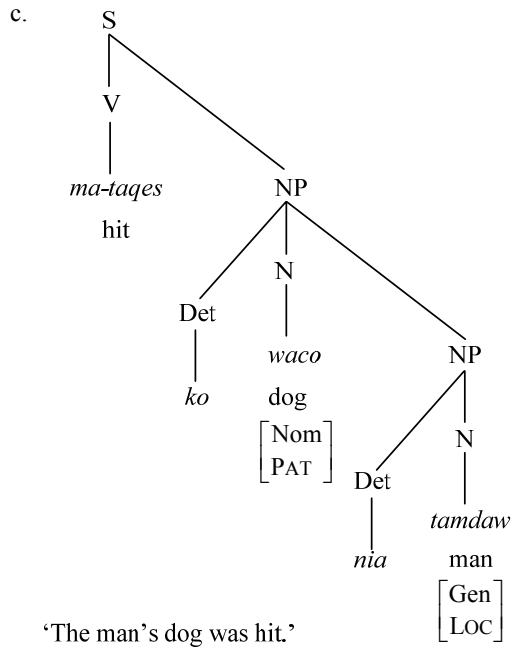 c.
S
V
ma-taqes
hit
NP
Det
ko
N
waco
dog
Nom
PAT
NP
Det
nia
N
tamdaw
man
Gen
LOC
‘The man’s dog was hit.’